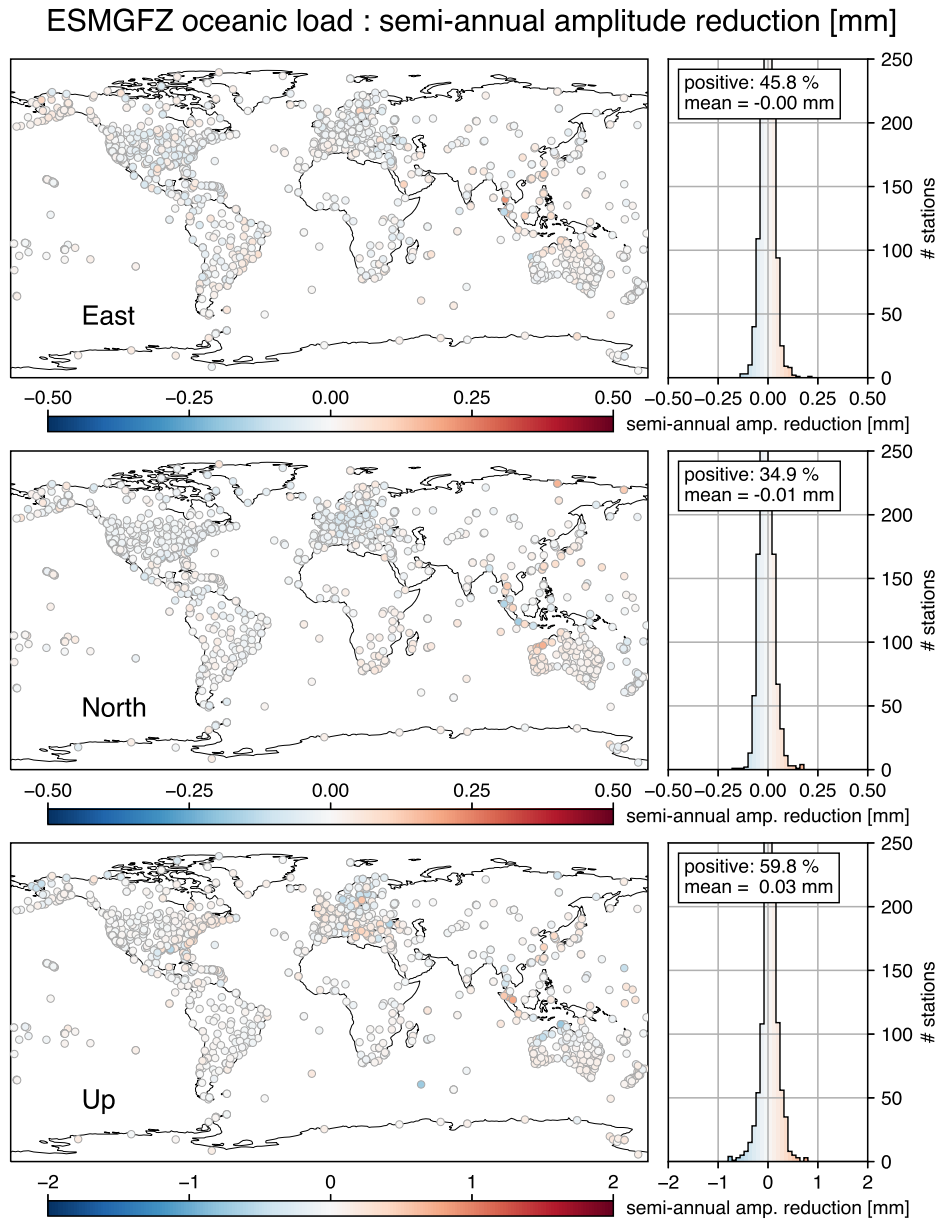 ESMGFZ oceanic load : semi-annual amplitude reduction [mm]
East
−0.50 −0.25 0.00 0.25 0.50
positive: 45.8 %
mean = -0.00 mm
250
200
150
100
50
0
# stations
−0.50 −0.25 0.00 0.25 0.50
semi-annual amp. reduction [mm]
North
−0.50 −0.25 0.00 0.25 0.50
positive: 34.9 %
mean = -0.01 mm
250
200
150
100
50
0
# stations
−0.50 −0.25 0.00 0.25 0.50
semi-annual amp. reduction [mm]
Up
−2 −1 0 1 2
positive: 59.8 %
mean = 0.03 mm
250
200
150
100
50
0
# stations
−2 −1 0 1 2
semi-annual amp. reduction [mm]